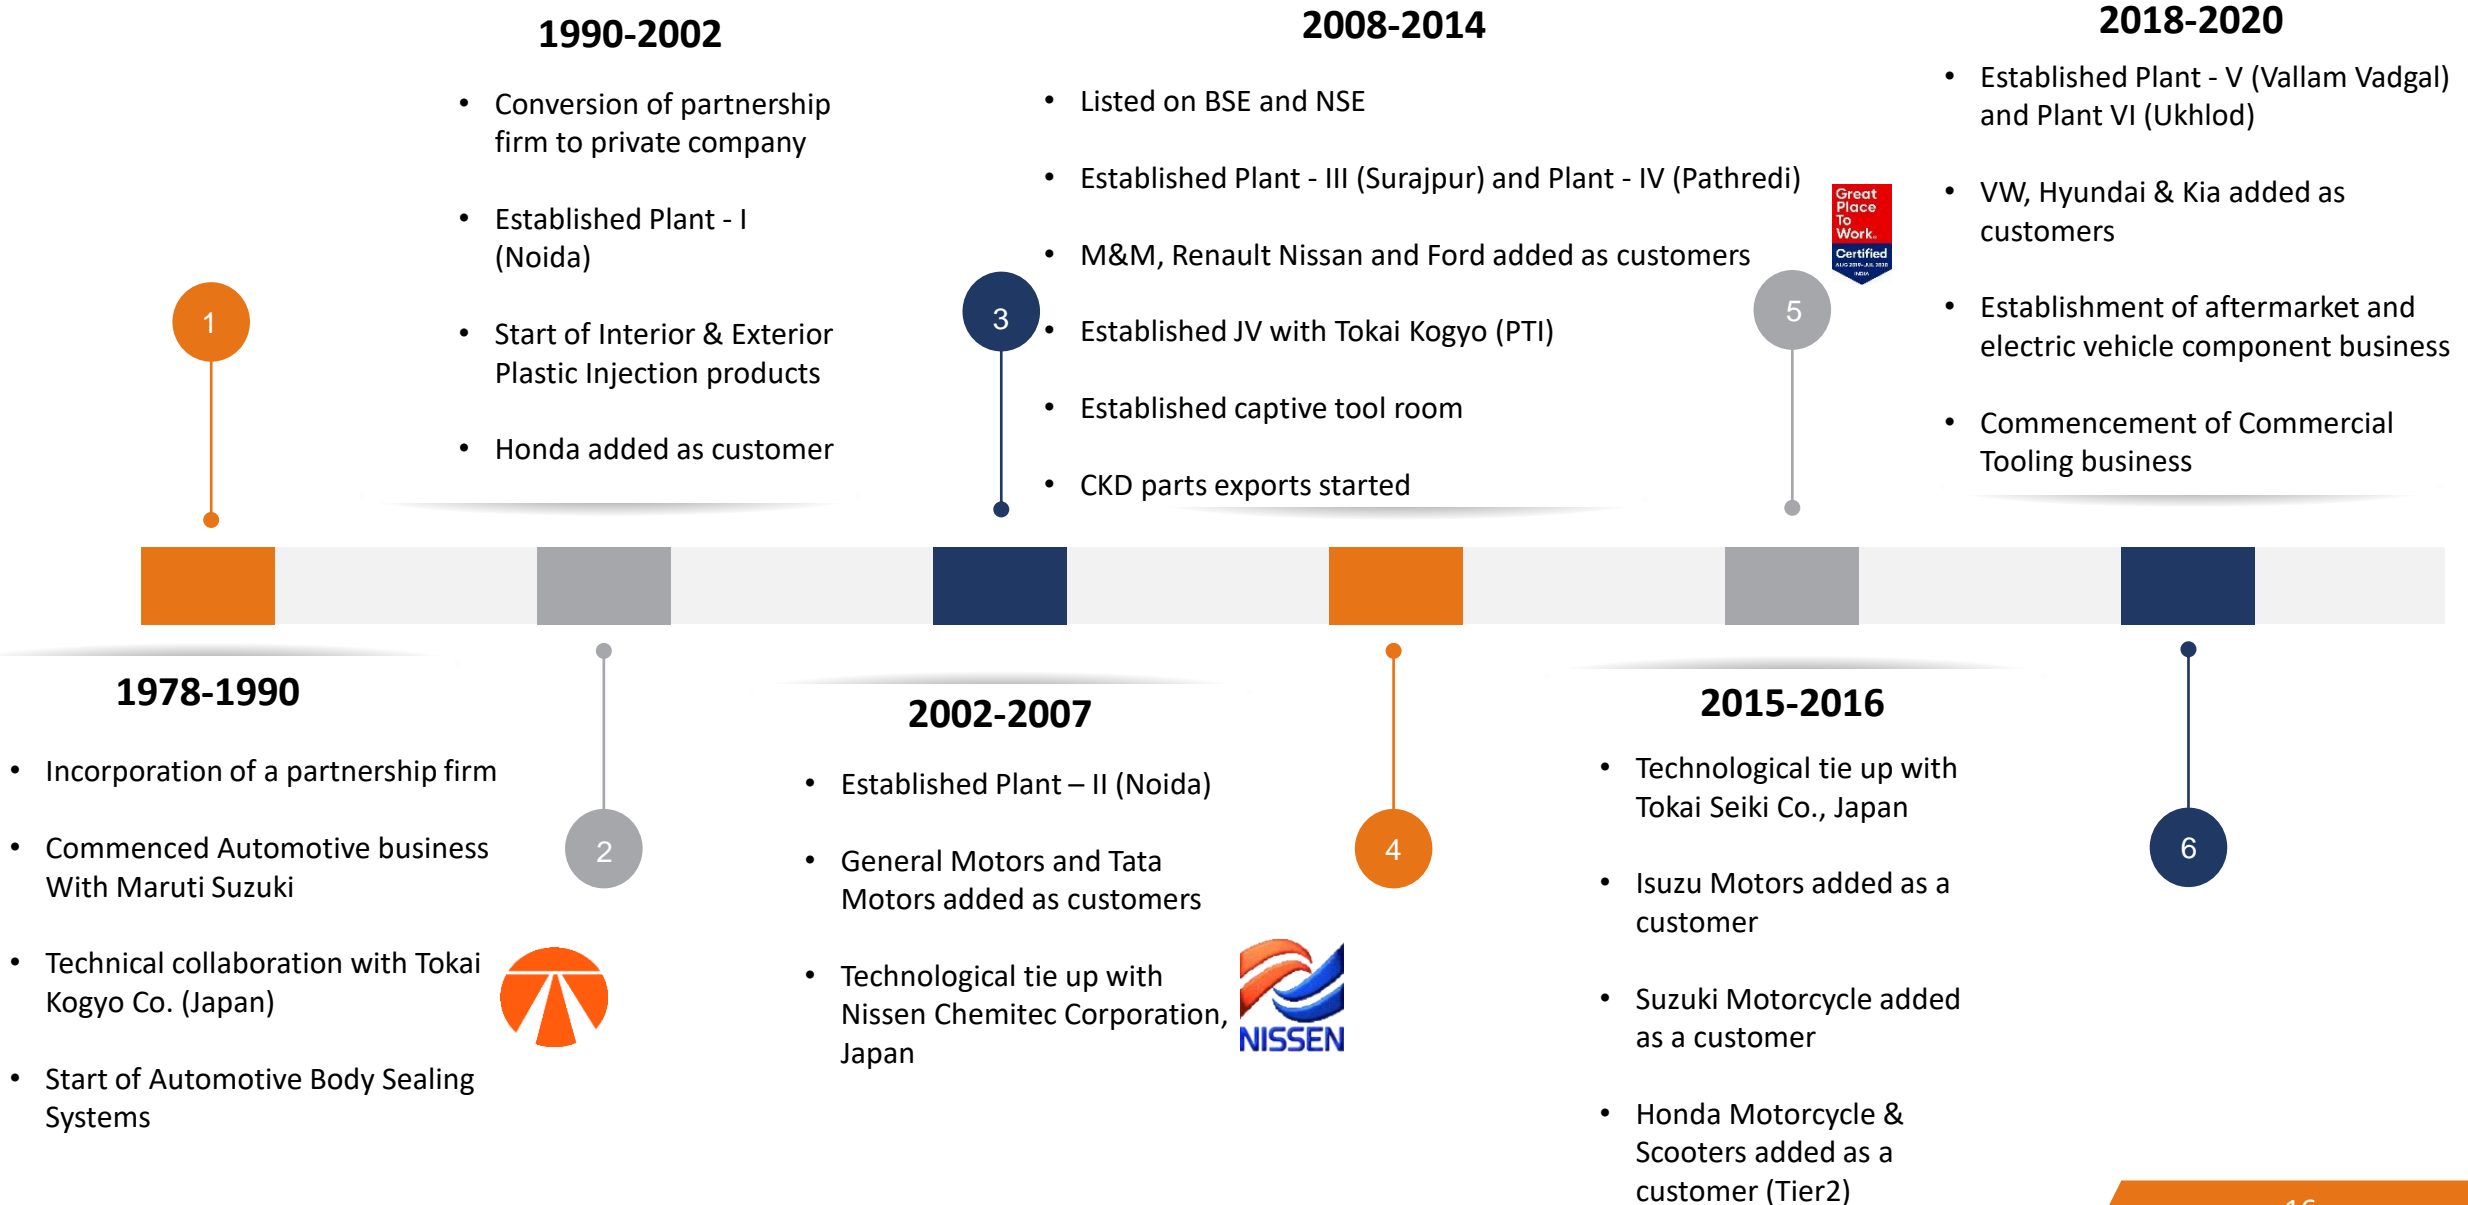 1990-2002
• Conversion of partnership
firm to private company
• Established Plant - I
(Noida)
• Start of Interior & Exterior
Plastic Injection products
• Honda added as customer
2008-2014
• Listed on BSE and NSE
• Established Plant - III (Surajpur) and Plant - IV (Pathredi)
• M&M, Renault Nissan and Ford added as customers
• Established JV with Tokai Kogyo (PTI)
• Established captive tool room
• CKD parts exports started
2018-2020
• Established Plant - V (Vallam Vadgal)
and Plant VI (Ukhlod)
• VW, Hyundai & Kia added as
customers
• Establishment of aftermarket and
electric vehicle component business
• Commencement of Commercial
Tooling business
Great
Place
To
Work.
Certified
INDIA
1
3
5
1978-1990
• Incorporation of a partnership firm
• Commenced Automotive business
With Maruti Suzuki
• Technical collaboration with Tokai
Kogyo Co. (Japan)
• Start of Automotive Body Sealing
Systems
2
2002-2007
• Established Plant – II (Noida)
• General Motors and Tata
Motors added as customers
• Technological tie up with
Nissen Chemitec Corporation,
Japan
NISSEN
4
2015-2016
• Technological tie up with
Tokai Seiki Co., Japan
• Isuzu Motors added as a
customer
• Suzuki Motorcycle added
as a customer
• Honda Motorcycle &
Scooters added as a
customer (Tier2)
6